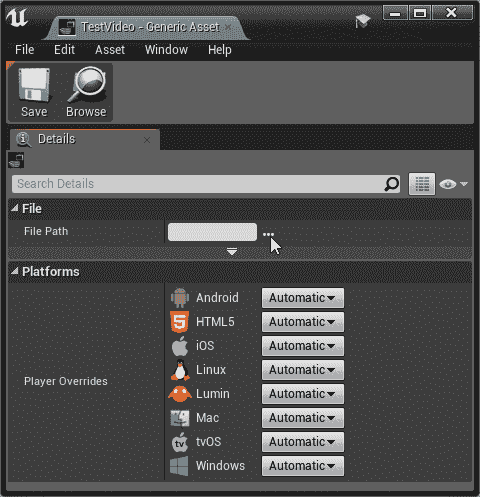 TestVideo - Generic Asset
File Edit Asset Window Help
Save Browse
Details
Search Details
File
File Path ...
Platforms
Android Automatic
HTML5 Automatic
iOS Automatic
Linux Automatic
Player Overrides Lumin Automatic
Mac Automatic
tv tvOS Automatic
Windows Automatic